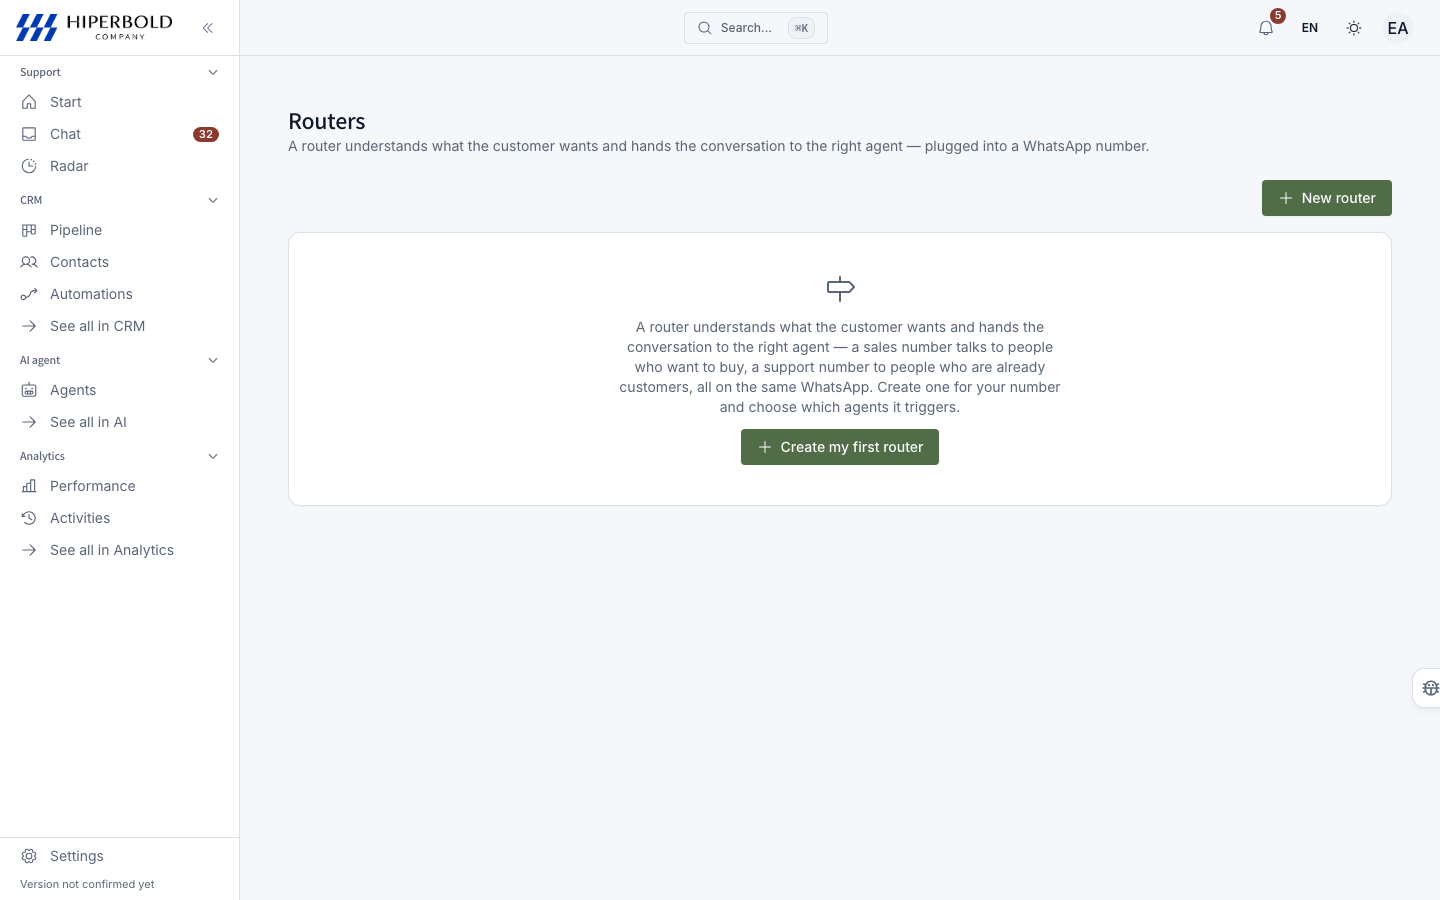 HIPERBOLD
COMPANY
Search...
⌘K
5
EN
EA
Support
Start
Chat
32
Radar
CRM
Pipeline
Contacts
Automations
See all in CRM
AI agent
Agents
See all in AI
Analytics
Performance
Activities
See all in Analytics
Settings
Version not confirmed yet
Routers
A router understands what the customer wants and hands the conversation to the right agent — plugged into a WhatsApp number.
New router
A router understands what the customer wants and hands the
conversation to the right agent — a sales number talks to people
who want to buy, a support number to people who are already
customers, all on the same WhatsApp. Create one for your number
and choose which agents it triggers.
Create my first router